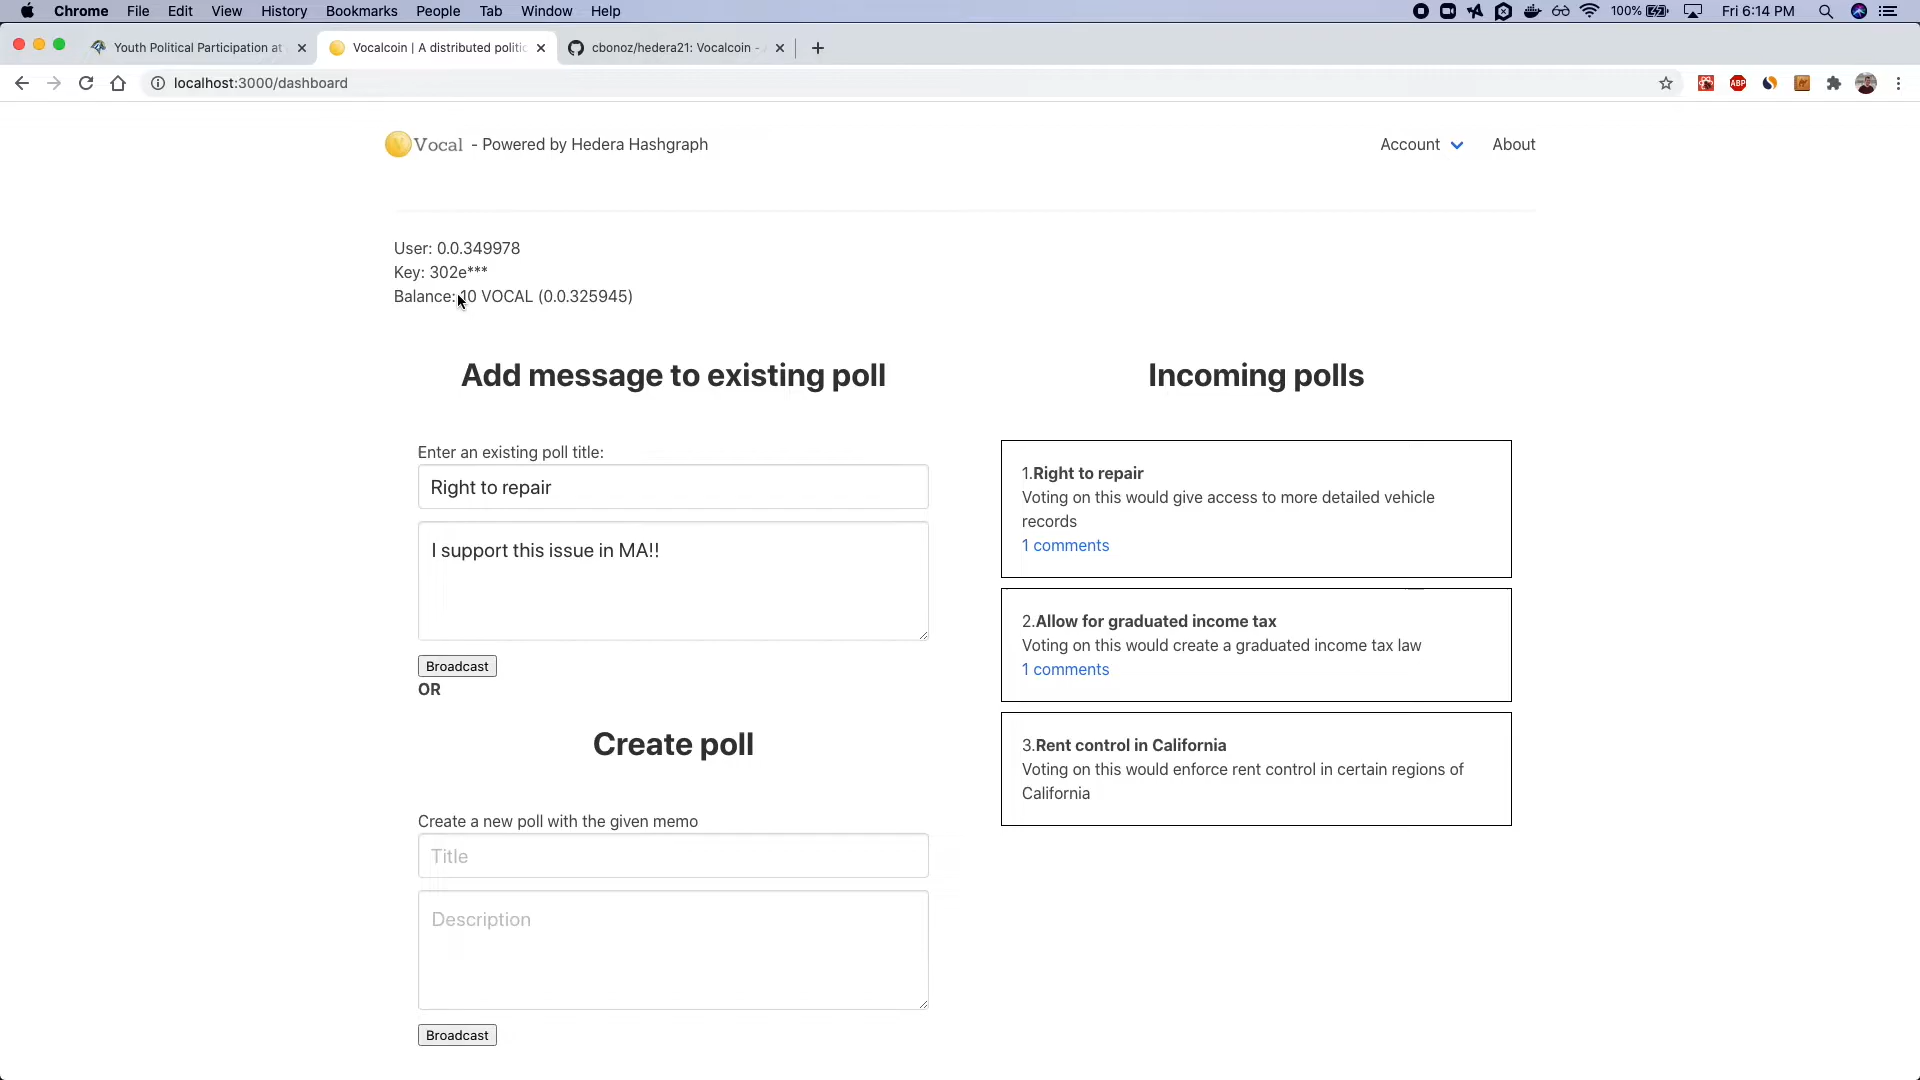 Chrome File Edit View History Bookmarks People Tab Window Help 100% Fri 6:14 PM
Youth Political Participation at
Vocalcoin | A distributed politic
cbonoz/hedera21: Vocalcoin -
localhost:3000/dashboard
ABP
Vocal - Powered by Hedera Hashgraph
Account About
User: 0.0.349978
Key: 302e***
Balance: 10 VOCAL (0.0.325945)
Add message to existing poll
Enter an existing poll title:
Right to repair
I support this issue in MA!!
Broadcast
OR
Create poll
Create a new poll with the given memo
Title
Description
Broadcast
Incoming polls
1.Right to repair
Voting on this would give access to more detailed vehicle
records
1 comments
2.Allow for graduated income tax
Voting on this would create a graduated income tax law
1 comments
3.Rent control in California
Voting on this would enforce rent control in certain regions of
California